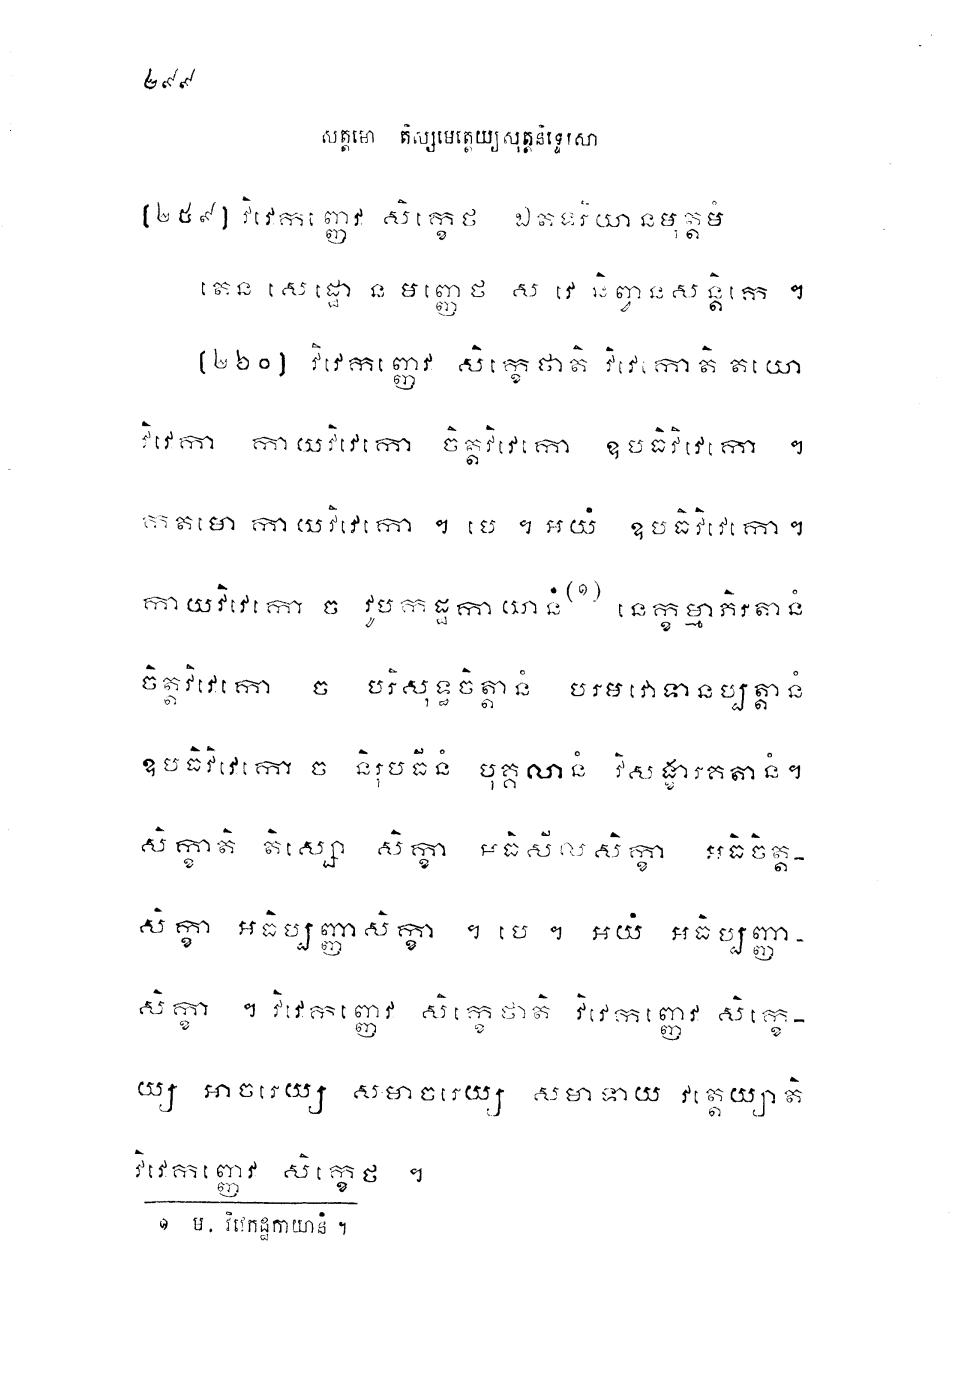 ២៩៩
សត្តមោ តិស្សមេត្តេយ្យសុត្តនិទ្ទេសោ
(២៥៩) វិវេកញ្ញេវ សិក្ខេថ ឯតទរិយានមុត្តមំ
តេន សេដ្ឋោ ន មញ្ញេថ ស វេ និព្វានសន្តិកេ ។
(២៦០) វិវេកញ្ញេវ សិក្ខេថាតិ វិវេកោតិ តយោ
វិវេកា កាយវិវេកោ ចិត្តវិវេកោ ឧបធិវិវេកោ ។
កតមោ កាយវិវេកោ ។ បេ ។ អយំ ឧបធិវិវេកោ។
កាយវិវេកោ ច វូបកដ្ឋកាយានំ(១) នេក្ខម្មាភិរតានំ
ចិត្តវិវេកោ ច បរិសុទ្ធចិត្តានំ បរមវោទានប្បត្តានំ
ឧបធិវិវេកោ ច និរុបធីនំ បុគ្គលានំ វិសង្ខារគតានំ។
សិក្ខាតិ តិស្សោ សិក្ខា អធិសីលសិក្ខា អធិចិត្ត-
សិក្ខា អធិប្បញ្ញាសិក្ខា ។ បេ ។ អយំ អធិប្បញ្ញា-
សិក្ខា ។ វិវេកញ្ញេវ សិក្ខេថាតិ វិវេកញ្ញេវ សិក្ខេ-
យ្យ អាចរេយ្យ សមាចរេយ្យ សមាទាយ វត្តេយ្យាតិ
វិវេកញ្ញេវ សិក្ខេថ ។
១ ម. វិវេកដ្ឋកាយានំ ។